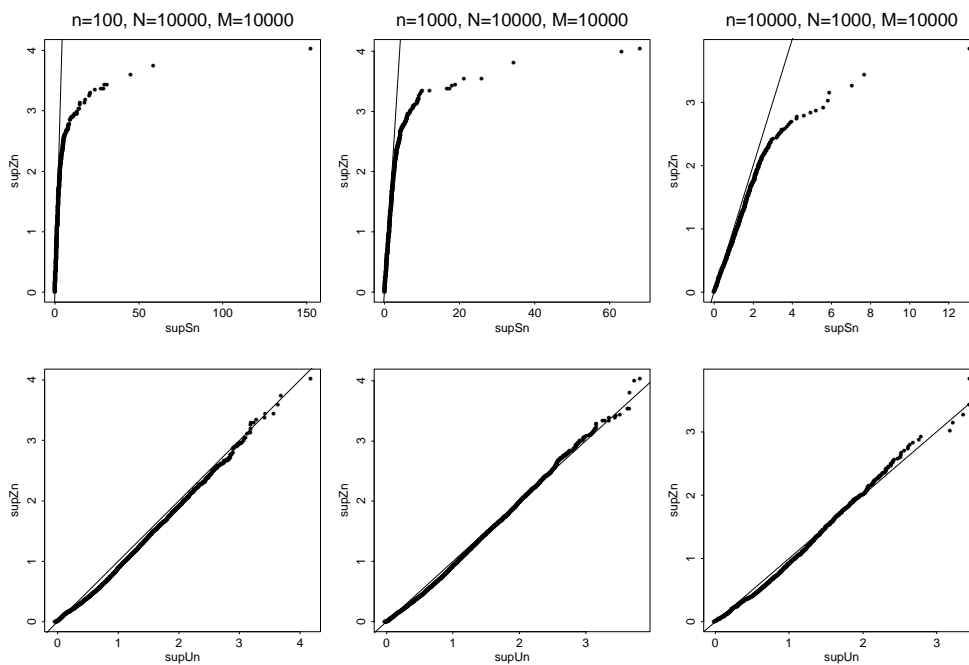 n=100, N=10000, M=10000
n=1000, N=10000, M=10000
n=10000, N=1000, M=10000
supZn
0 1 2 3 4
0 50 100 150
supSn
supZn
0 1 2 3 4
0 20 40 60
supSn
supZn
0 1 2 3
0 2 4 6 8 10 12
supSn
supZn
0 1 2 3 4
0 1 2 3 4
supUn
supZn
0 1 2 3 4
0 1 2 3
supUn
supZn
0 1 2 3
0 1 2 3
supUn